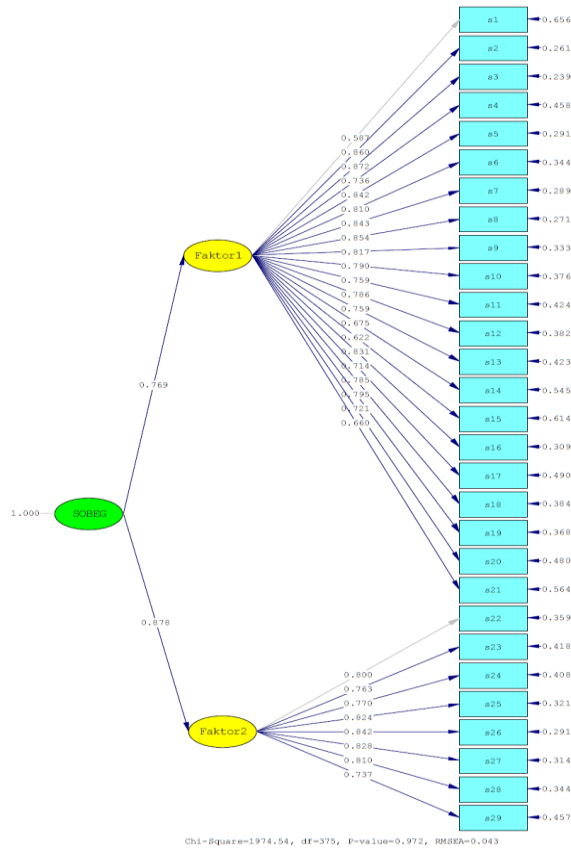 s1 0.656
s2 0.261
s3 0.239
s4 0.458
s5 0.291
s6 0.344
s7 0.289
s8 0.271
s9 0.333
s10 0.376
s11 0.424
s12 0.382
s13 0.423
s14 0.545
s15 0.614
s16 0.309
s17 0.490
s18 0.384
s19 0.368
s20 0.480
s21 0.564
s22 0.359
s23 0.418
s24 0.408
s25 0.321
s26 0.291
s27 0.314
s28 0.344
s29 0.457
0.587
0.860
0.872
0.736
0.842
0.810
0.843
0.854
0.817
0.790
0.759
0.786
0.759
0.675
0.622
0.831
0.714
0.785
0.795
0.721
0.660
Faktor1
0.769
1.000 SOBEG
0.878
0.800
0.763
0.770
0.824
0.842
0.828
0.810
0.737
Faktor2
Chi-Square=1974.54, df=375, P-value=0.972, RMSEA=0.043